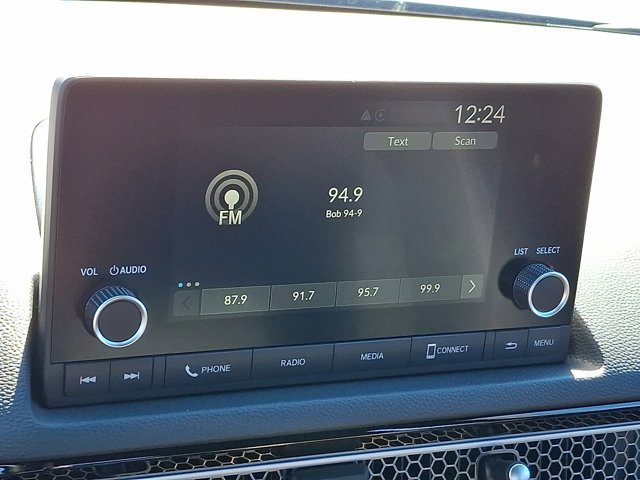 12:24
Text Scan
94.9
Bob 94-9
FM
LIST SELECT
VOL AUDIO
87.9 91.7 95.7 99.9
PHONE RADIO MEDIA CONNECT MENU